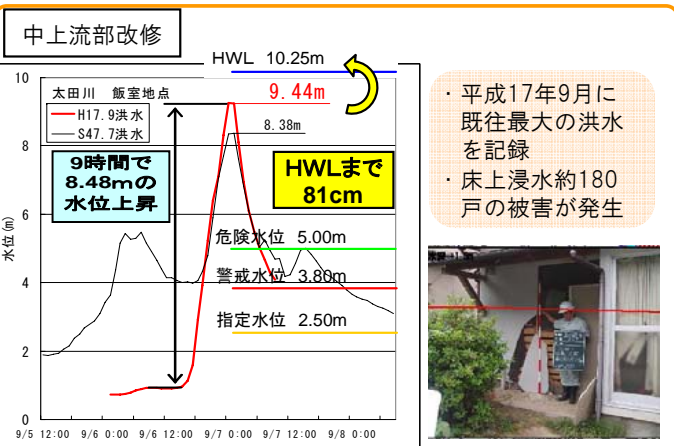 中上流部改修
HWL 10.25m
太田川 飯室地点
H17.9洪水
S47.7洪水
9.44m
8.38m
9時間で
8.48mの
水位上昇
HWLまで
81cm
危険水位 5.00m
警戒水位 3.80m
指定水位 2.50m
水位(m)
10
8
6
4
2
0
9/5 12:00 9/6 0:00 9/6 12:00 9/7 0:00 9/7 12:00 9/8 0:00
・平成17年9月に
既往最大の洪水
を記録
・床上浸水約180
戸の被害が発生